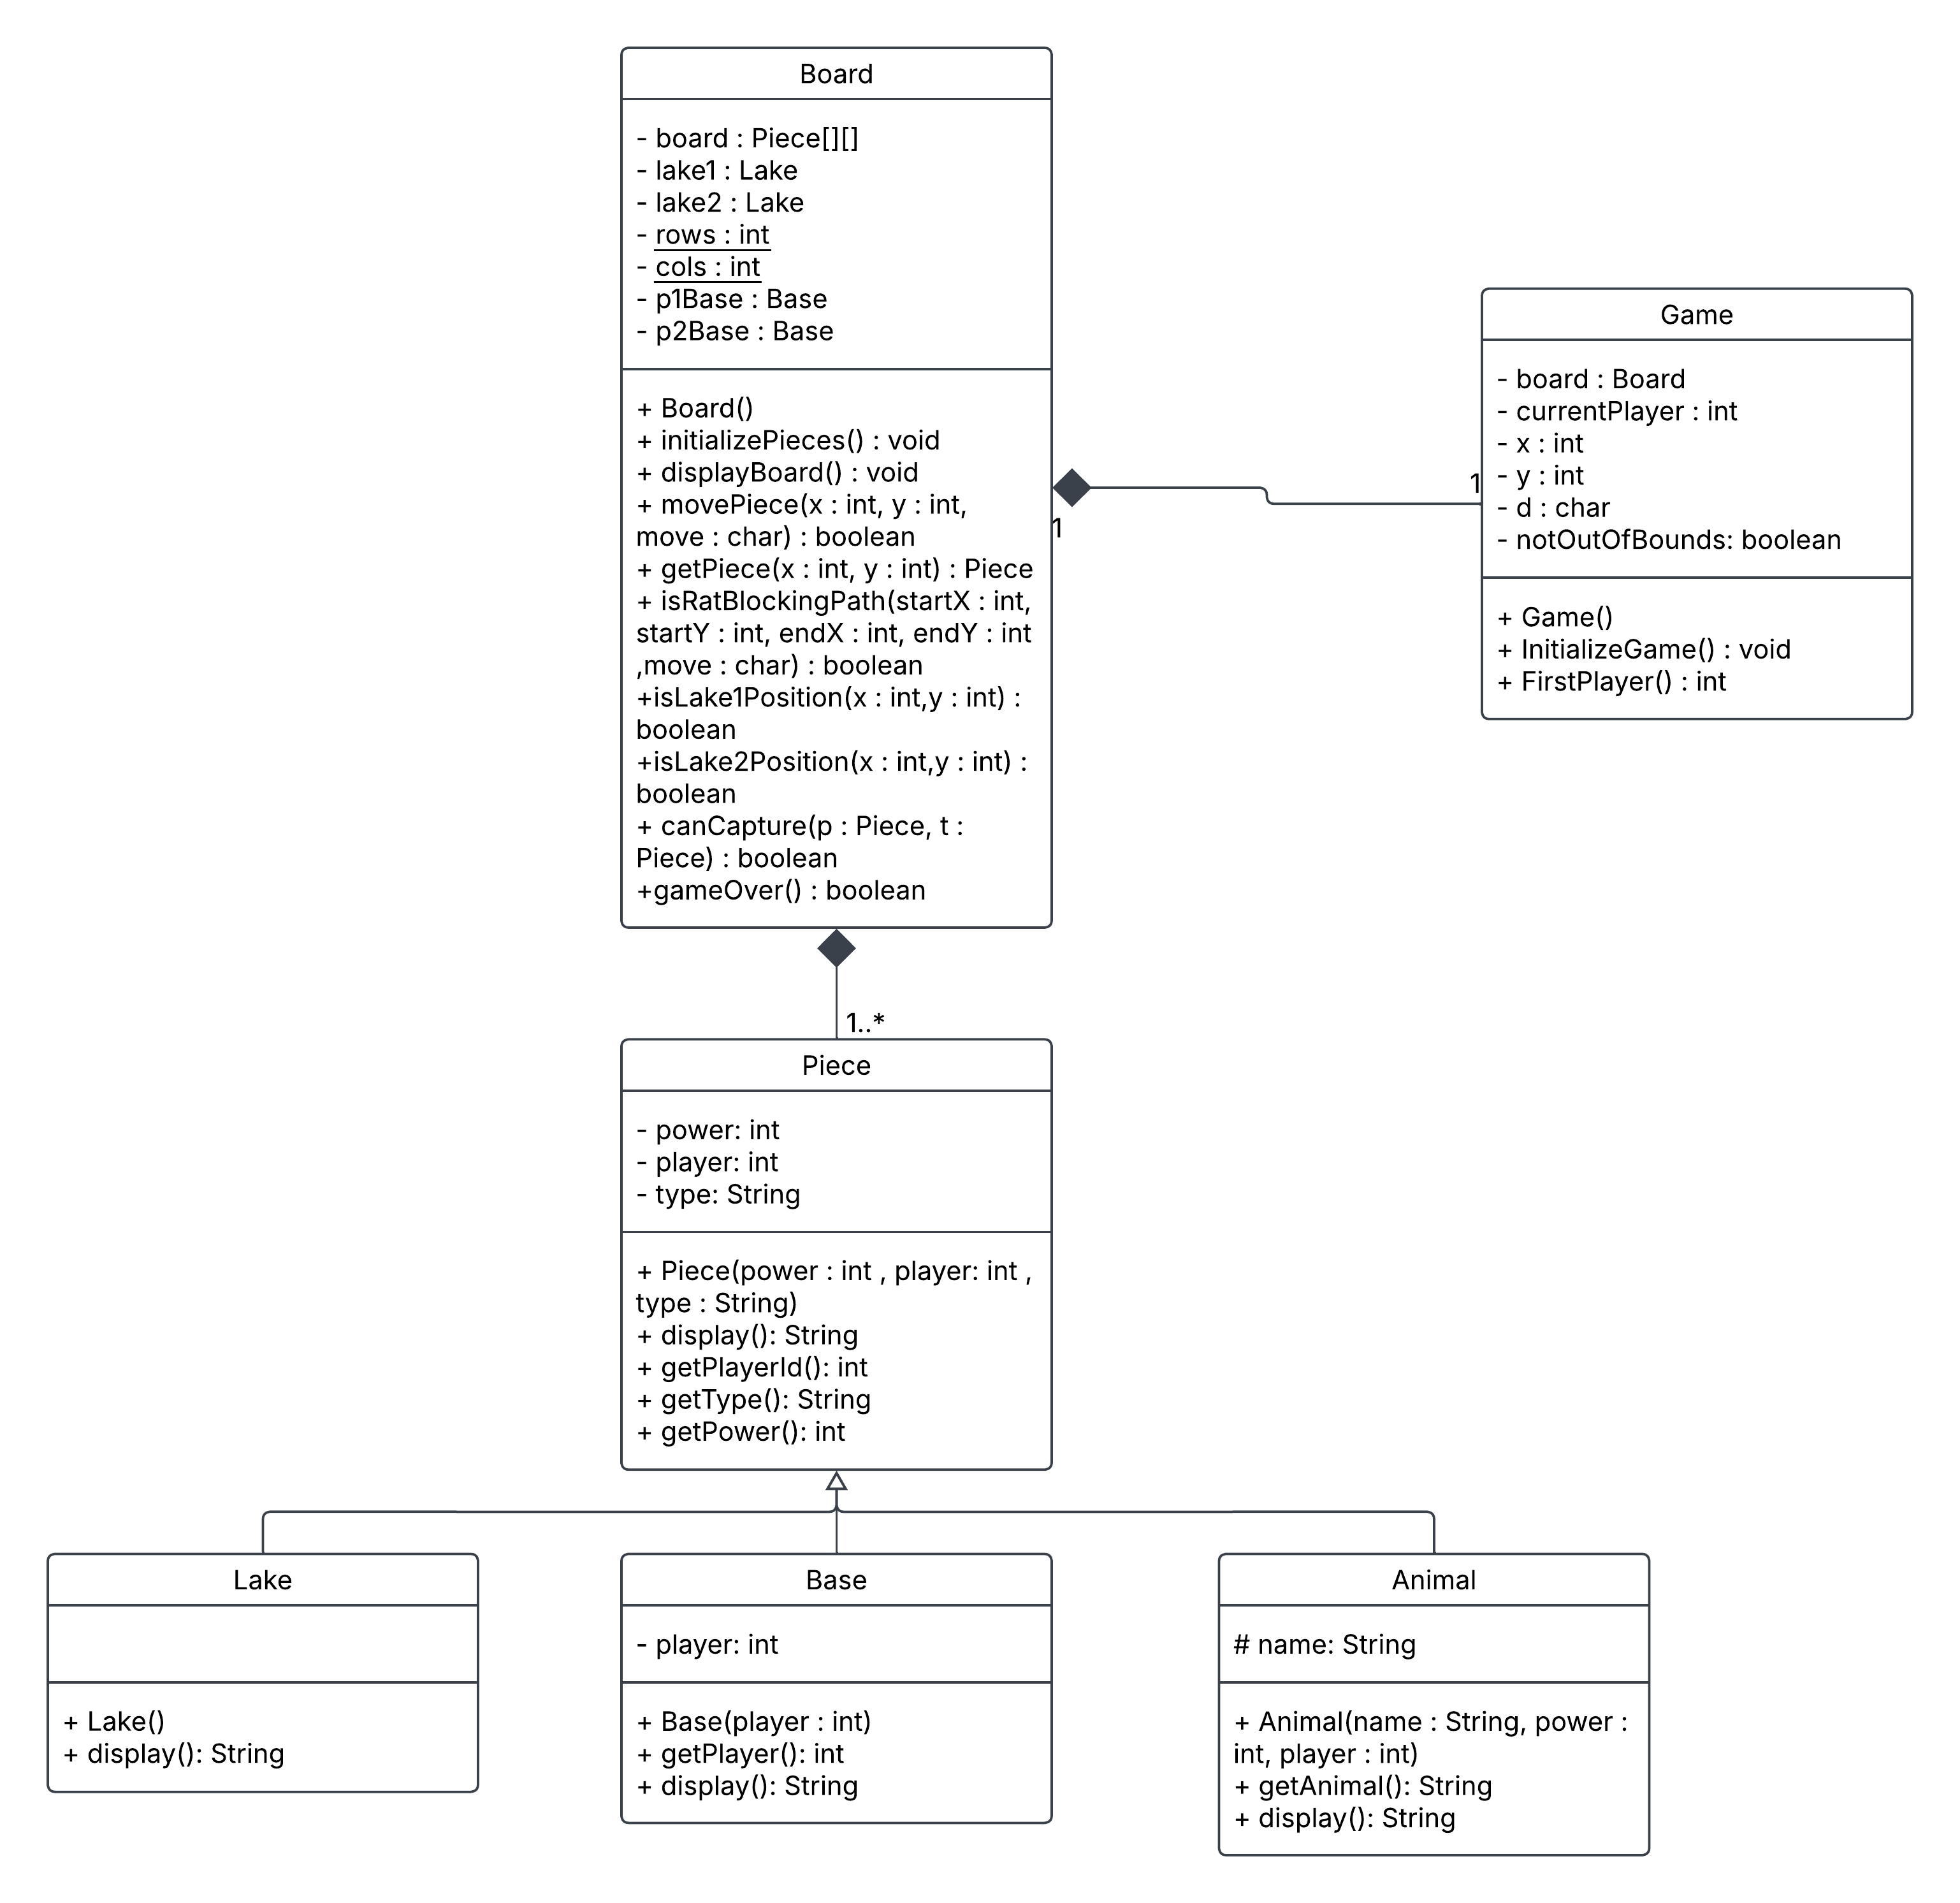 Board
- board : Piece[][]
- lake1 : Lake
- lake2 : Lake
- rows : int
- cols : int
- p1Base : Base
- p2Base : Base
+ Board()
+ initializePieces() : void
+ displayBoard() : void
+ movePiece(x : int, y : int,
move : char) : boolean
+ getPiece(x : int, y : int) : Piece
+ isRatBlockingPath(startX : int,
startY : int, endX : int, endY : int
,move : char) : boolean
+isLake1Position(x : int,y : int) :
boolean
+isLake2Position(x : int,y : int) :
boolean
+ canCapture(p : Piece, t :
Piece) : boolean
+gameOver() : boolean
1
1
Game
- board : Board
- currentPlayer : int
- x : int
- y : int
- d : char
- notOutOfBounds: boolean
+ Game()
+ InitializeGame() : void
+ FirstPlayer() : int
1..*
Piece
- power: int
- player: int
- type: String
+ Piece(power : int , player: int ,
type : String)
+ display(): String
+ getPlayerId(): int
+ getType(): String
+ getPower(): int
Lake
+ Lake()
+ display(): String
Base
- player: int
+ Base(player : int)
+ getPlayer(): int
+ display(): String
Animal
# name: String
+ Animal(name : String, power :
int, player : int)
+ getAnimal(): String
+ display(): String